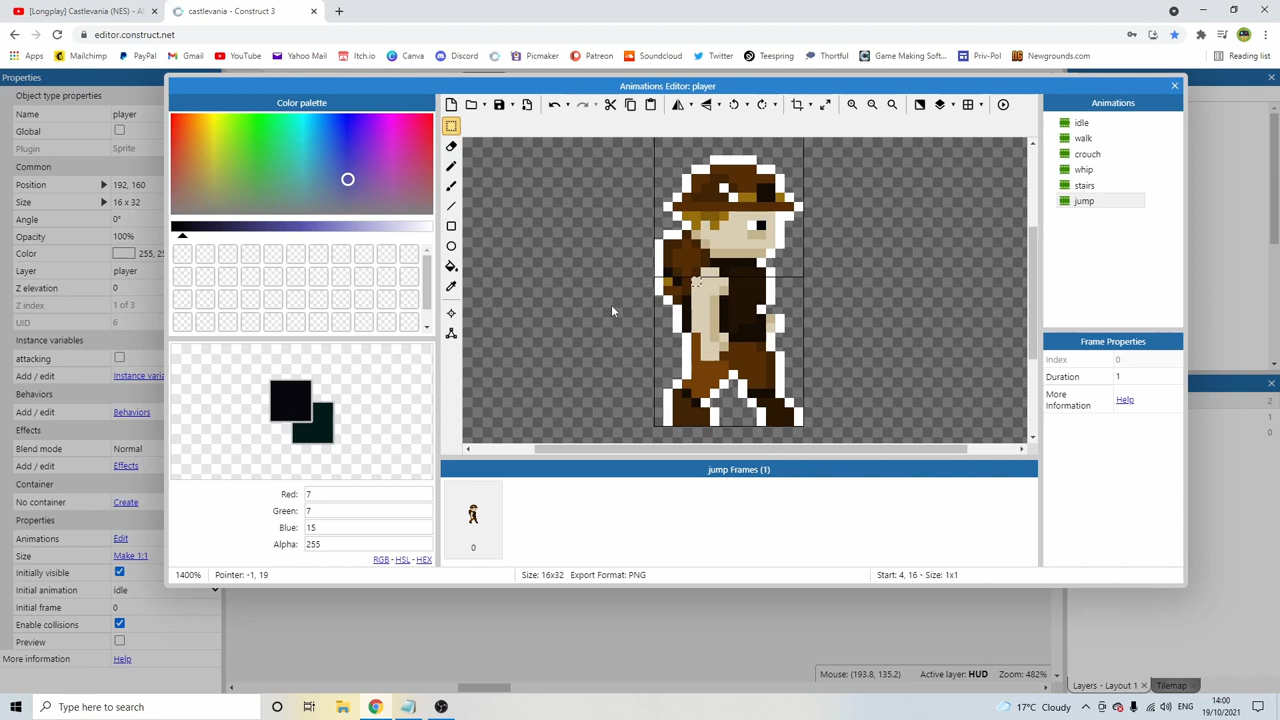 [Longplay] Castlevania (NES) - Al
castlevania - Construct 3
editor.construct.net
Apps Mailchimp PayPal Gmail YouTube Yahoo Mail Itch.io Canva Discord Picmaker Patreon Soundcloud Twitter Teespring Thortful Game Making Soft... Priv-Pol Newgrounds.com Reading list
Properties
Object type properties
Name player
Global
Plugin Sprite
Common
Position 192, 160
Size 16 x 32
Angle 0°
Opacity 100%
Color 255, 25
Layer player
Z elevation 0
Z index 1 of 3
UID 6
Instance variables
attacking
Add / edit Instance varia
Behaviors
Add / edit Behaviors
Effects
Blend mode Normal
Add / edit Effects
Container
No container Create
Properties
Animations Edit
Size Make 1:1
Initially visible
Initial animation idle
Initial frame 0
Enable collisions
Preview
More information Help
Animations Editor: player
Color palette
Red: 7
Green: 7
Blue: 15
Alpha: 255
RGB - HSL - HEX
jump Frames (1)
0
1400% Pointer: -1, 19 Size: 16x32 Export Format: PNG Start: 4, 16 - Size: 1x1
Animations
idle
walk
crouch
whip
stairs
jump
Frame Properties
Index 0
Duration 1
More Information Help
2
1
0
Mouse: (193.8, 135.2) Active layer: HUD Zoom: 482%
Layers - Layout 1 Tilemap
Type here to search
17°C Cloudy
ENG
14:00
19/10/2021